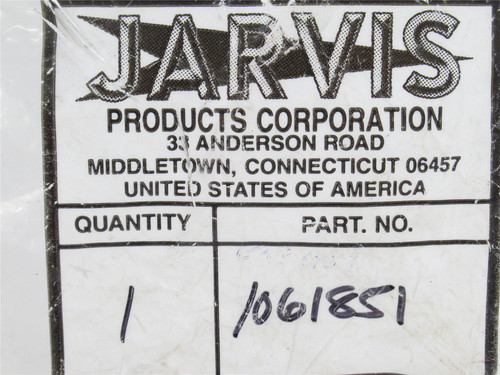 JARVIS
PRODUCTS CORPORATION
33 ANDERSON ROAD
MIDDLETOWN, CONNECTICUT 06457
UNITED STATES OF AMERICA
QUANTITY PART. NO.
1 1061851